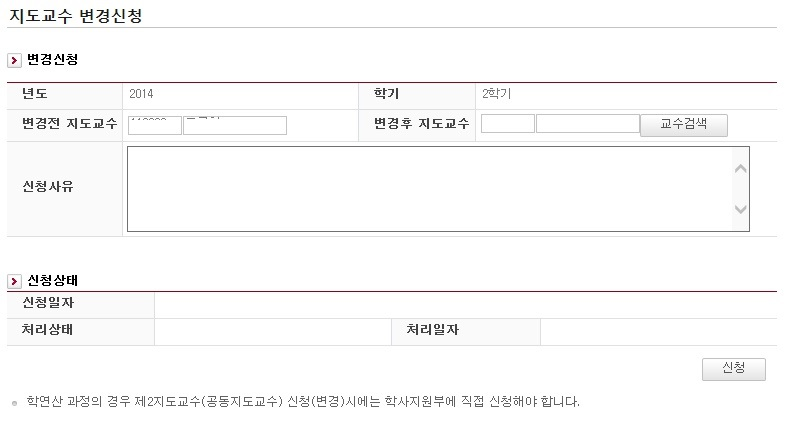 지도교수 변경신청
변경신청
년도 2014 학기 2학기
변경전 지도교수 변경후 지도교수 교수검색
신청사유
신청상태
신청일자
처리상태 처리일자
신청
학연산 과정의 경우 제2지도교수(공동지도교수) 신청(변경)시에는 학사지원부에 직접 신청해야 합니다.